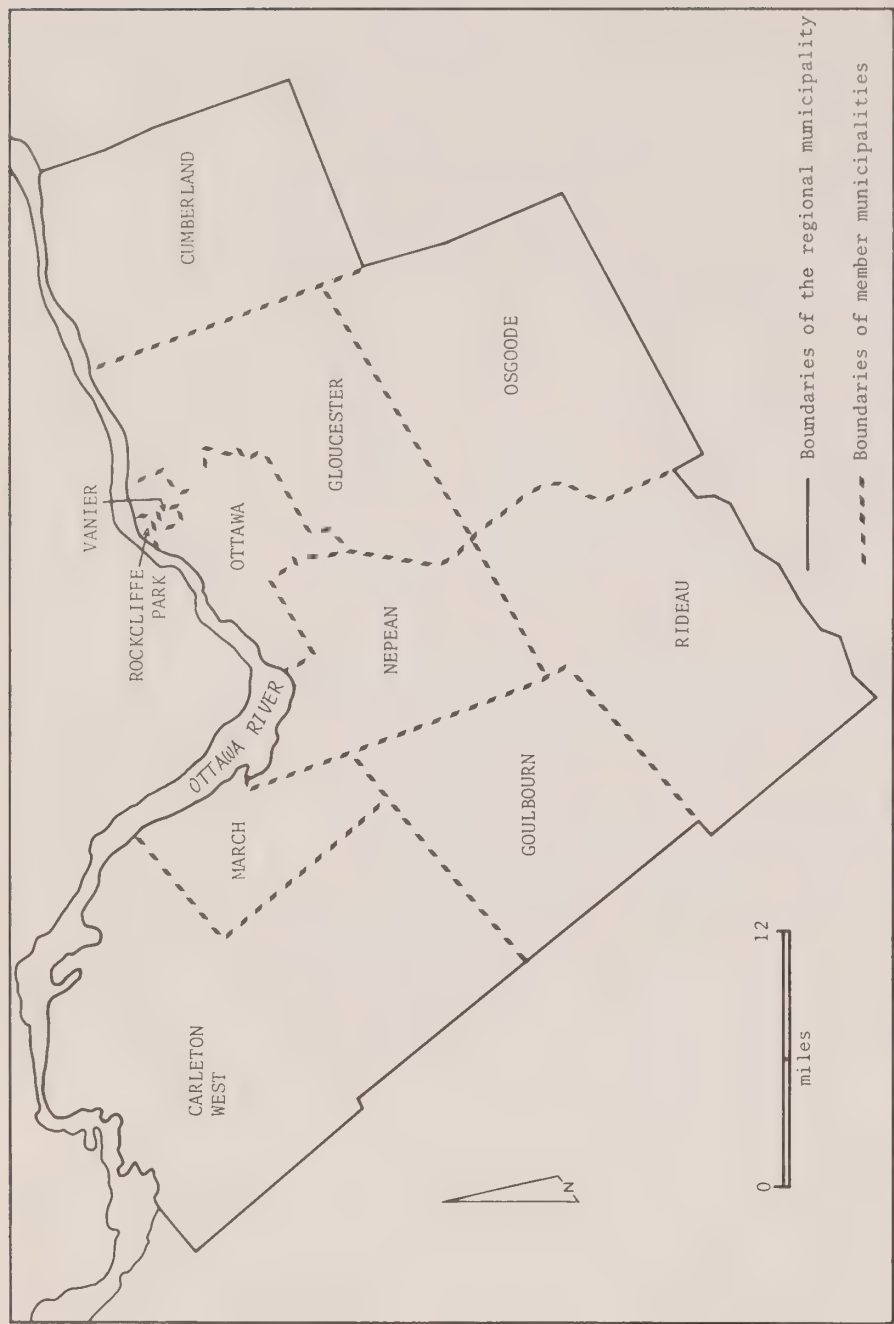 CARLETON
WEST
MARCH
OTTAWA RIVER
ROCKCLIFFE
PARK
VANIER
CUMBERLAND
OTTAWA
GLOUCESTER
NEPEAN
GOULBOURN
OSGOODE
RIDEAU
N
0
12
miles
Boundaries of the regional municipality
Boundaries of member municipalities